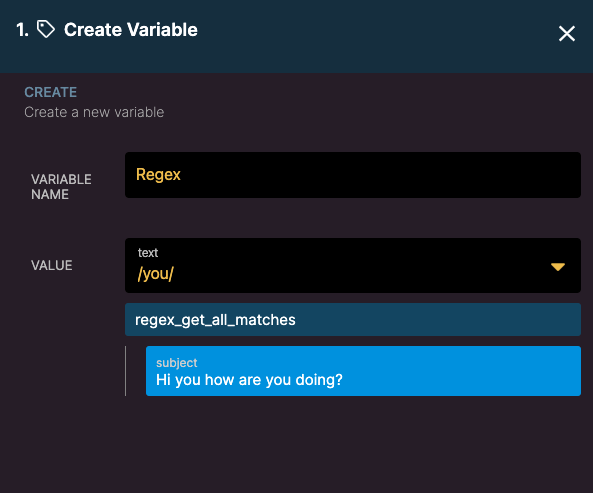 1. Create Variable
CREATE
Create a new variable
VARIABLE
NAME
Regex
VALUE
text
/you/
regex_get_all_matches
subject
Hi you how are you doing?